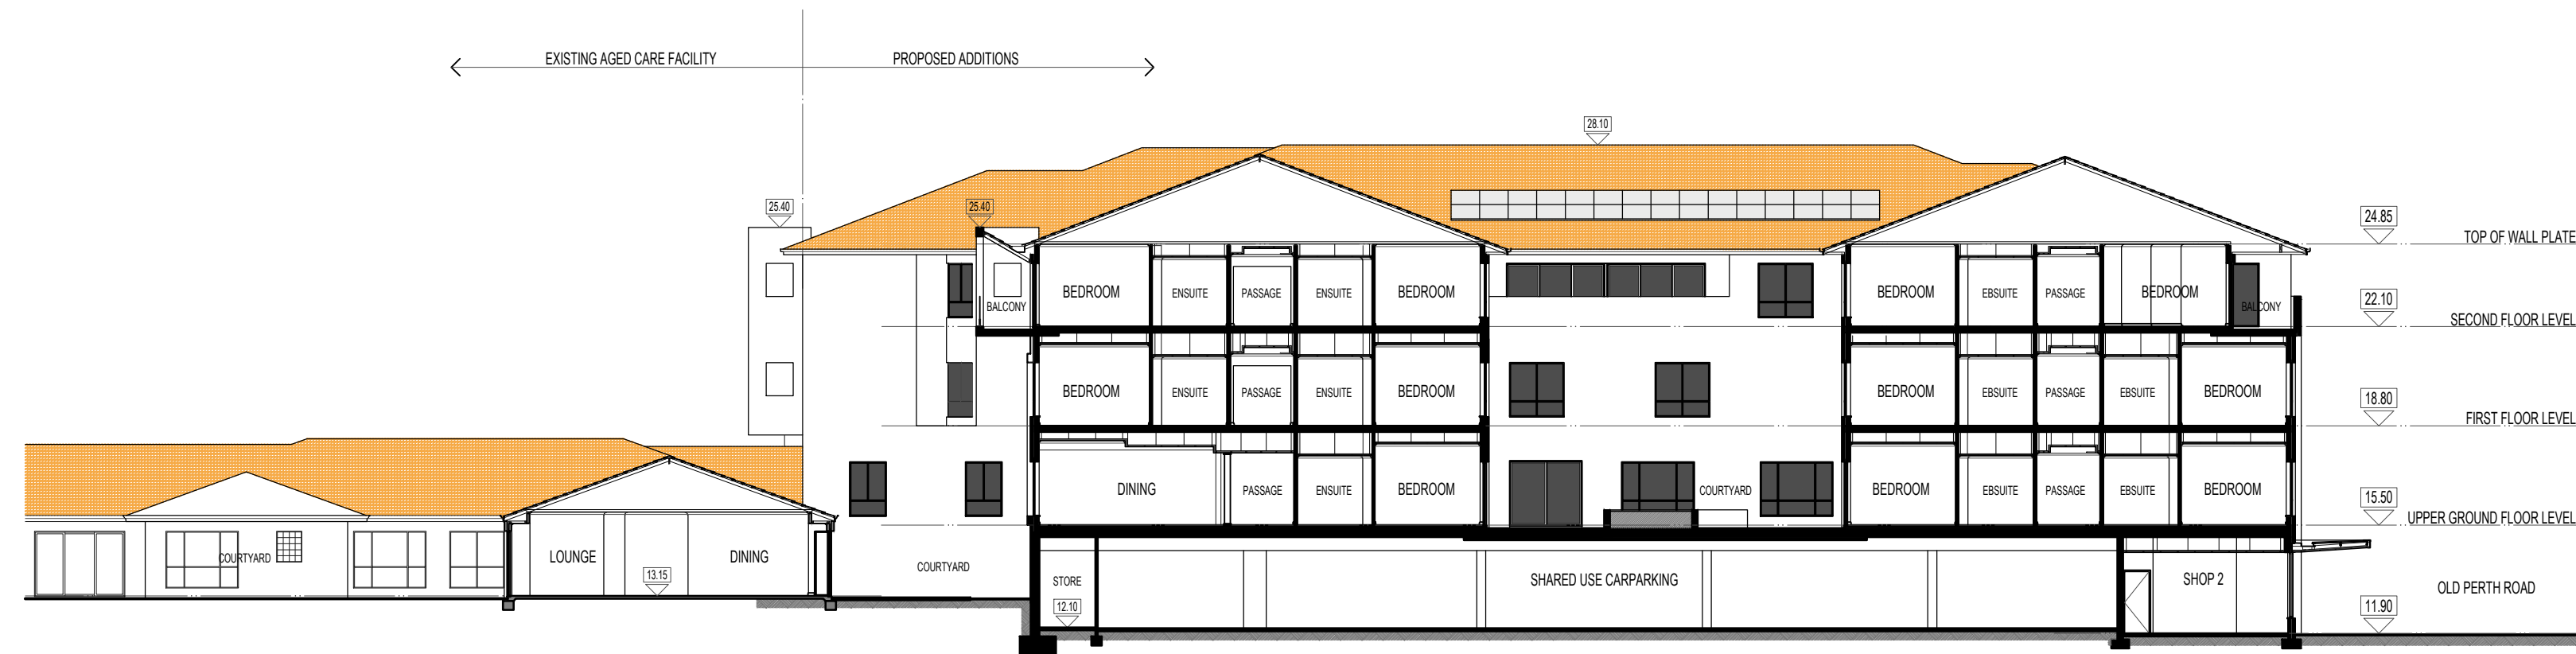 EXISTING AGED CARE FACILITY
PROPOSED ADDITIONS
28.10
25.40
25.40
24.85
TOP OF WALL PLATE
BEDROOM
ENSUITE
PASSAGE
ENSUITE
BEDROOM
BEDROOM
EBSUITE
PASSAGE
BEDROOM
BALCONY
BALCONY
22.10
SECOND FLOOR LEVEL
BEDROOM
ENSUITE
PASSAGE
ENSUITE
BEDROOM
BEDROOM
EBSUITE
PASSAGE
EBSUITE
BEDROOM
18.80
FIRST FLOOR LEVEL
DINING
PASSAGE
ENSUITE
BEDROOM
COURTYARD
BEDROOM
EBSUITE
PASSAGE
EBSUITE
BEDROOM
15.50
UPPER GROUND FLOOR LEVEL
COURTYARD
LOUNGE
DINING
13.15
COURTYARD
STORE
12.10
SHARED USE CARPARKING
SHOP 2
OLD PERTH ROAD
11.90